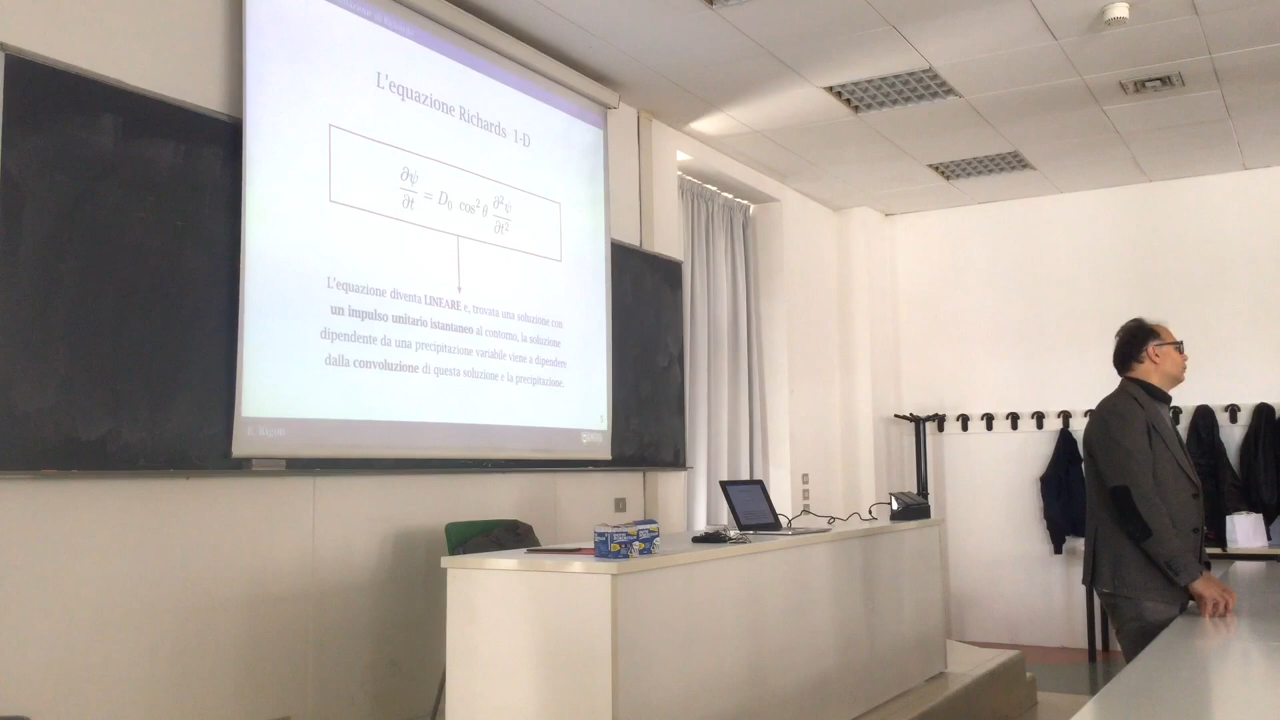 L'equazione Richards 1-D
∂ψ/∂t = D₀ cos² θ ∂²ψ/∂t²
L'equazione diventa LINEARE e, trovata una soluzione con
un impulso unitario istantaneo al contorno, la soluzione
dipendente da una precipitazione variabile viene a dipendere
dalla convoluzione di questa soluzione e la precipitazione.